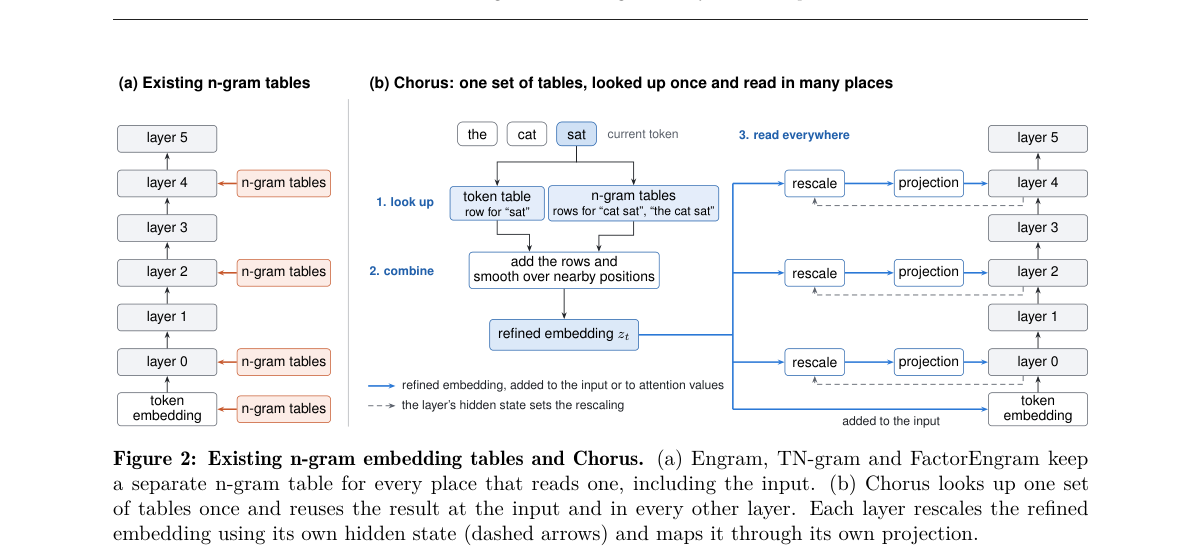 (a) Existing n-gram tables
layer 5
layer 4
n-gram tables
layer 3
layer 2
n-gram tables
layer 1
layer 0
n-gram tables
token
embedding
n-gram tables
(b) Chorus: one set of tables, looked up once and read in many places
the
cat
sat
current token
1. look up
token table
row for “sat”
n-gram tables
rows for “cat sat”, “the cat sat”
2. combine
add the rows and
smooth over nearby positions
refined embedding zₜ
refined embedding, added to the input or to attention values
the layer’s hidden state sets the rescaling
3. read everywhere
layer 5
rescale
projection
layer 4
layer 3
rescale
projection
layer 2
layer 1
rescale
projection
layer 0
token
embedding
added to the input
Figure 2: Existing n-gram embedding tables and Chorus. (a) Engram, TN-gram and FactorEngram keep
a separate n-gram table for every place that reads one, including the input. (b) Chorus looks up one set
of tables once and reuses the result at the input and in every other layer. Each layer rescales the refined
embedding using its own hidden state (dashed arrows) and maps it through its own projection.